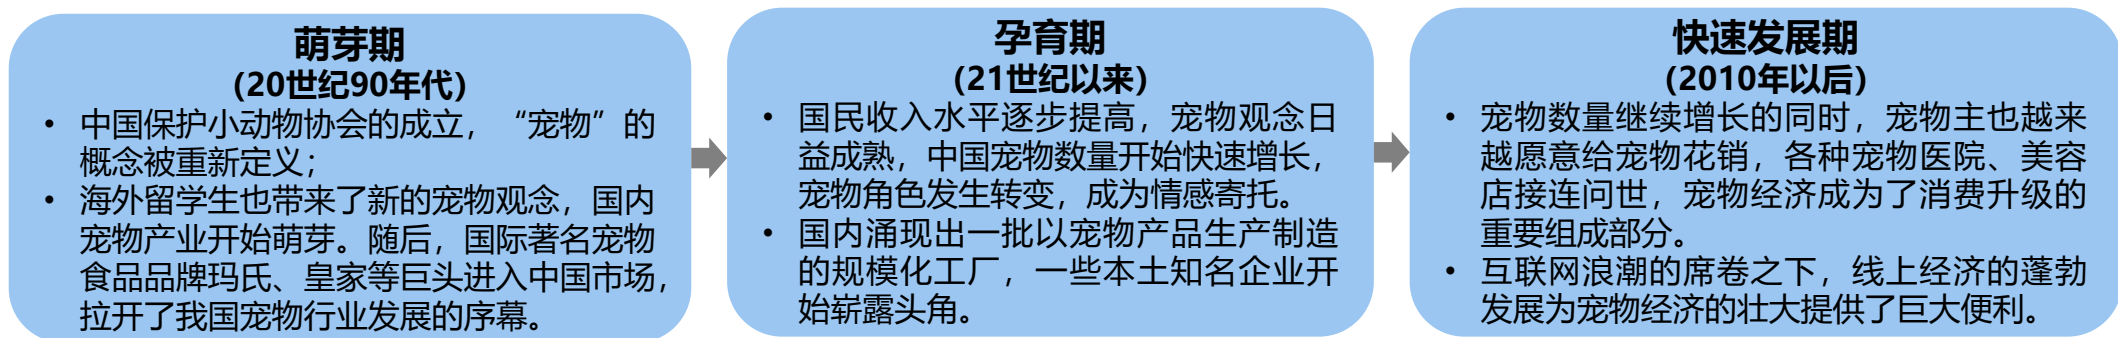 萌芽期
（20世纪90年代）
• 中国保护小动物协会的成立，“宠物”的
概念被重新定义；
• 海外留学生也带来了新的宠物观念，国内
宠物产业开始萌芽。随后，国际著名宠物
食品品牌玛氏、皇家等巨头进入中国市场，
拉开了我国宠物行业发展的序幕。
孕育期
（21世纪以来）
• 国民收入水平逐步提高，宠物观念日
益成熟，中国宠物数量开始快速增长，
宠物角色发生转变，成为情感寄托。
• 国内涌现出一批以宠物产品生产制造
的规模化工厂，一些本土知名企业开
始崭露头角。
快速发展期
（2010年以后）
• 宠物数量继续增长的同时，宠物主也越来
越愿意给宠物花销，各种宠物医院、美容
店接连问世，宠物经济成为了消费升级的
重要组成部分。
• 互联网浪潮的席卷之下，线上经济的蓬勃
发展为宠物经济的壮大提供了巨大便利。